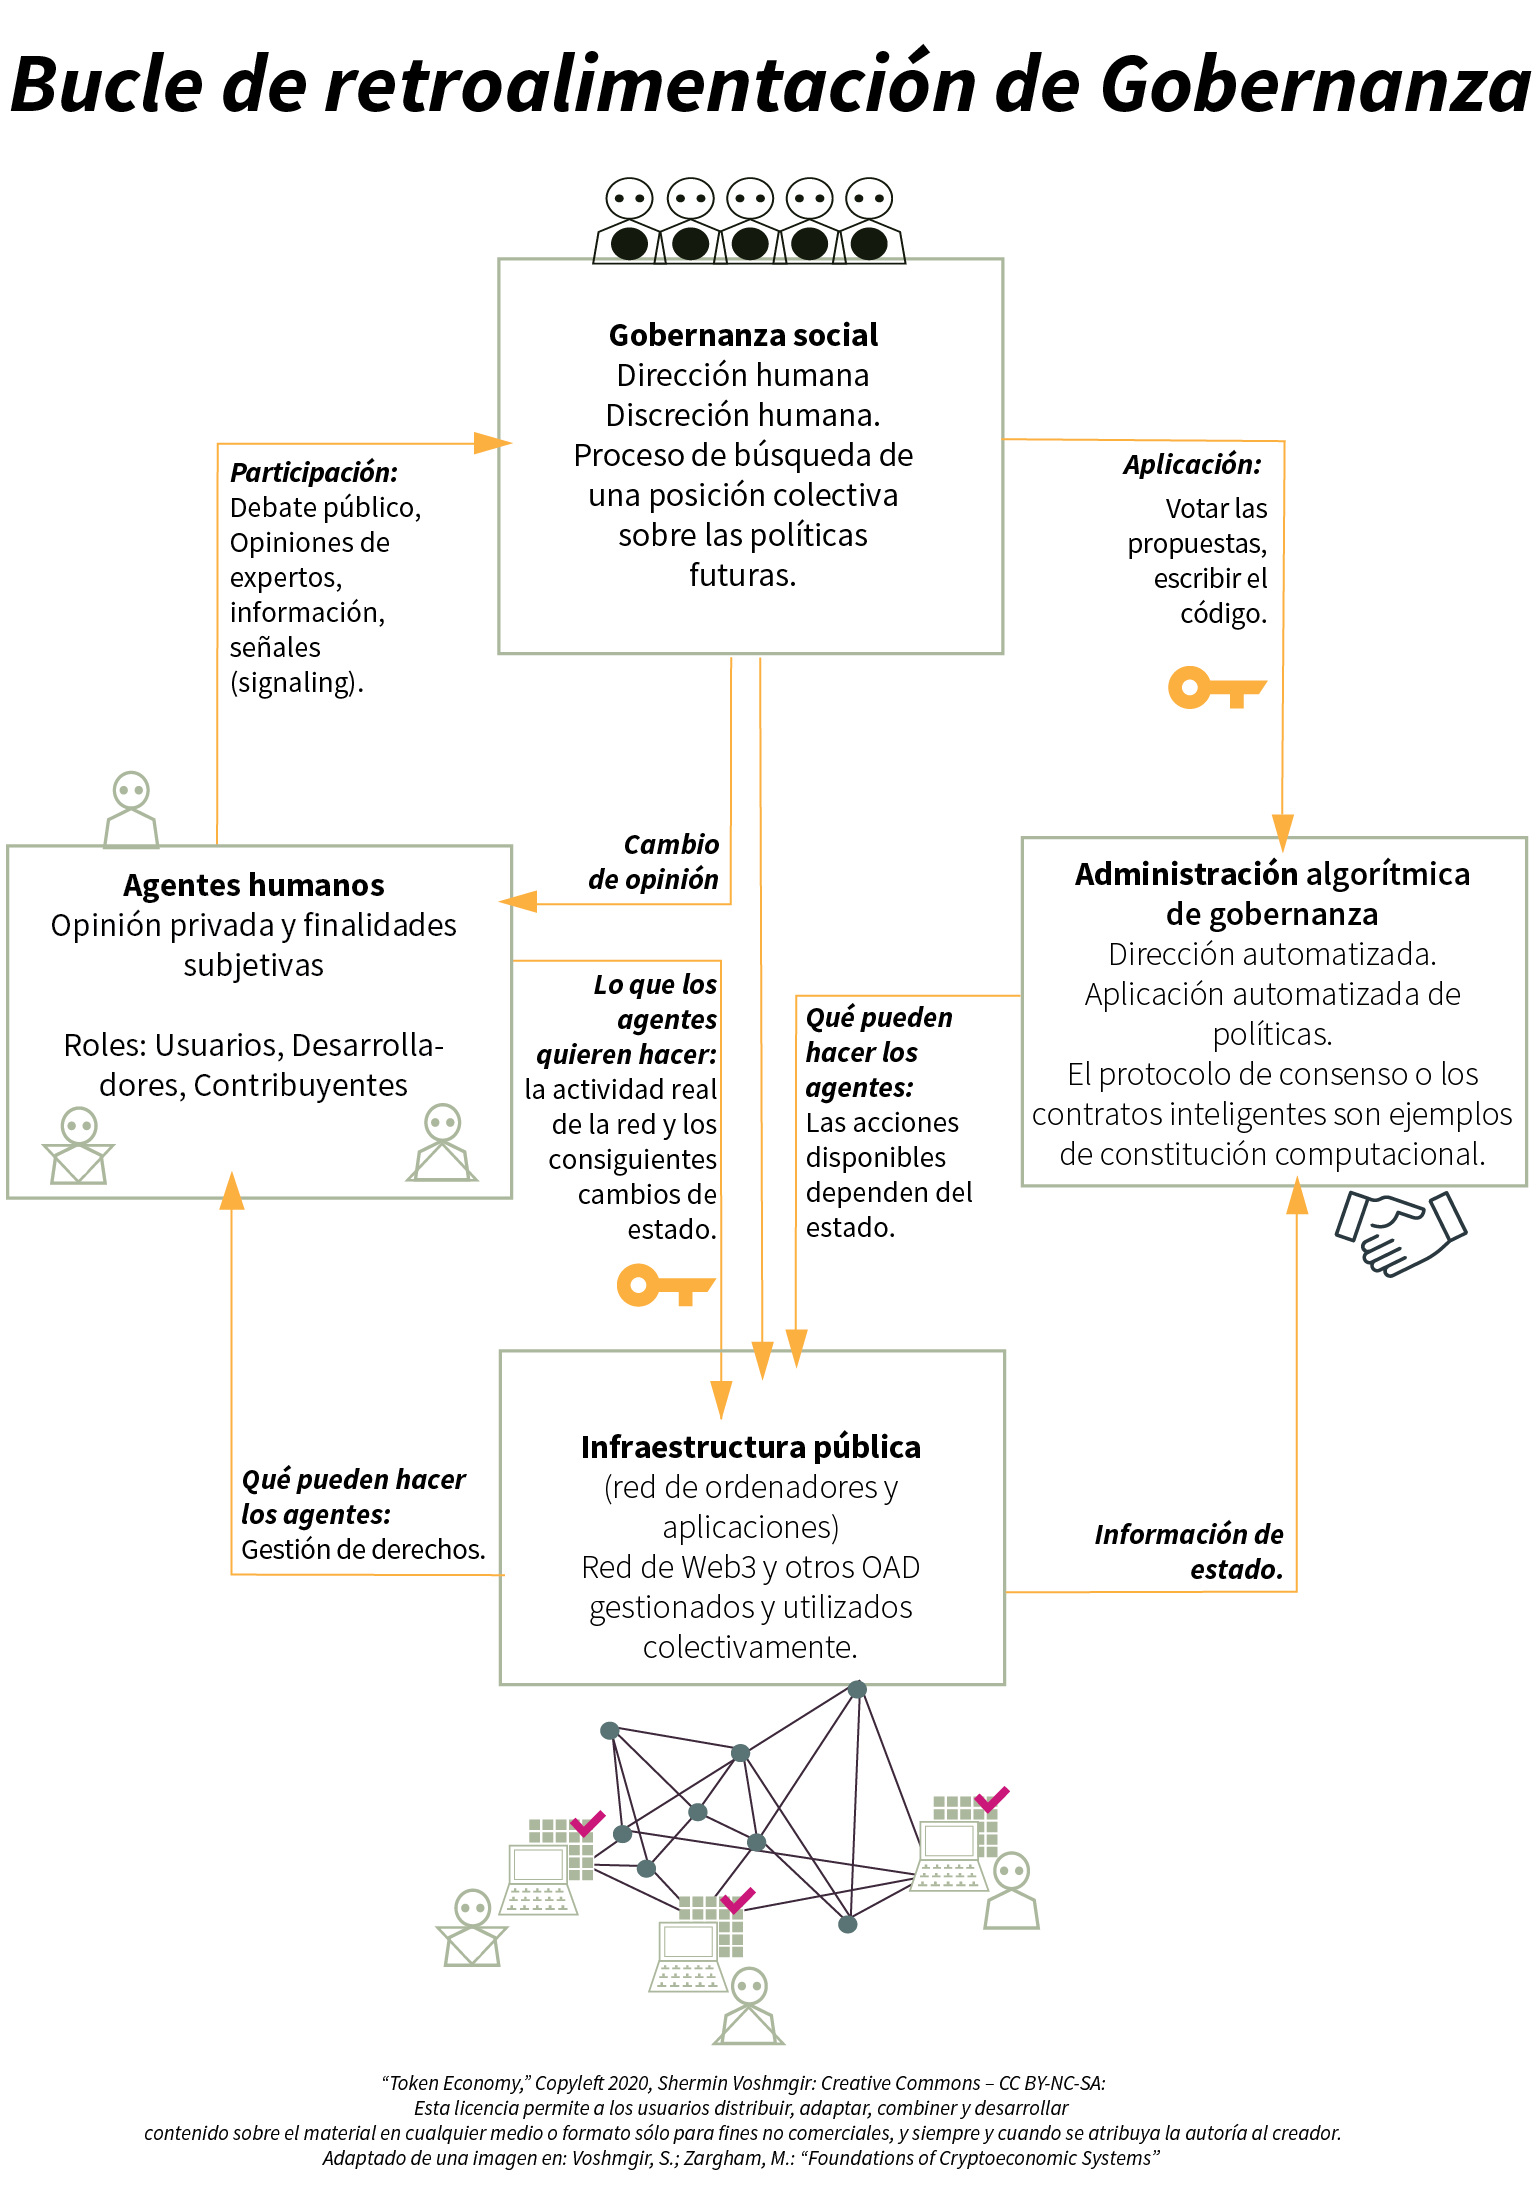 Bucle de retroalimentación de Gobernanza
Gobernanza social
Dirección humana
Discreción humana.
Proceso de búsqueda de
una posición colectiva
sobre las políticas
futuras.
Participación:
Debate público,
Opiniones de
expertos,
información,
señales
(signaling).
Aplicación:
Votar las
propuestas,
escribir el
código.
Cambio
de opinión
Agentes humanos
Opinión privada y finalidades
subjetivas
Roles: Usuarios, Desarrolla-
dores, Contribuyentes
Lo que los
agentes
quieren hacer:
la actividad real
de la red y los
consiguientes
cambios de
estado.
Qué pueden
hacer los
agentes:
Las acciones
disponibles
dependen del
estado.
Administración algorítmica
de gobernanza
Dirección automatizada.
Aplicación automatizada de
políticas.
El protocolo de consenso o los
contratos inteligentes son ejemplos
de constitución computacional.
Qué pueden hacer
los agentes:
Gestión de derechos.
Infraestructura pública
(red de ordenadores y
aplicaciones)
Red de Web3 y otros OAD
gestionados y utilizados
colectivamente.
Información de
estado.
“Token Economy,” Copyleft 2020, Shermin Voshmgir: Creative Commons – CC BY-NC-SA:
Esta licencia permite a los usuarios distribuir, adaptar, combiner y desarrollar
contenido sobre el material en cualquier medio o formato sólo para fines no comerciales, y siempre y cuando se atribuya la autoría al creador.
Adaptado de una imagen en: Voshmgir, S.; Zargham, M.: “Foundations of Cryptoeconomic Systems”